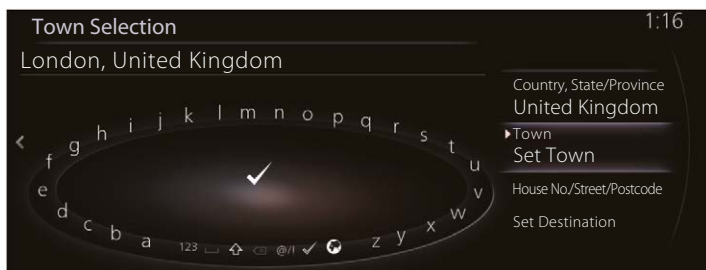 Town Selection
1:16
London, United Kingdom
Country, State/Province
United Kingdom
Town
Set Town
House No./Street/Postcode
Set Destination
a b c d e f g h i j k l m n o p q r s t u v w x y z
123 @/!